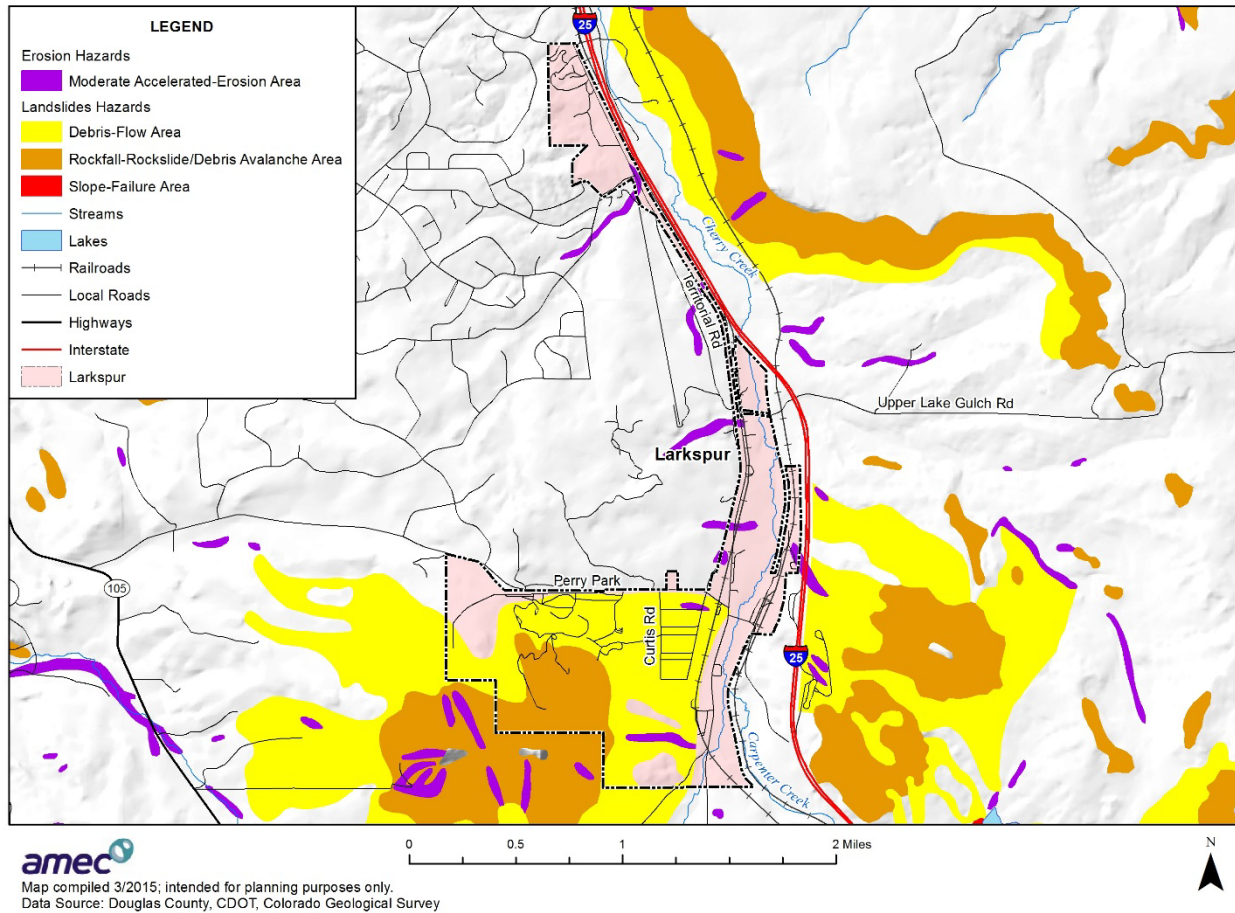 LEGEND
Erosion Hazards
Moderate Accelerated-Erosion Area
Landslides Hazards
Debris-Flow Area
Rockfall-Rockslide/Debris Avalanche Area
Slope-Failure Area
Streams
Lakes
Railroads
Local Roads
Highways
Interstate
Larkspur
25
Cherry Creek
Territorial Rd
Upper Lake Gulch Rd
Larkspur
Perry Park
105
Curtis Rd
25
Carpenter Creek
amec
0 0.5 1 2 Miles
N
Map compiled 3/2015; intended for planning purposes only.
Data Source: Douglas County, CDOT, Colorado Geological Survey